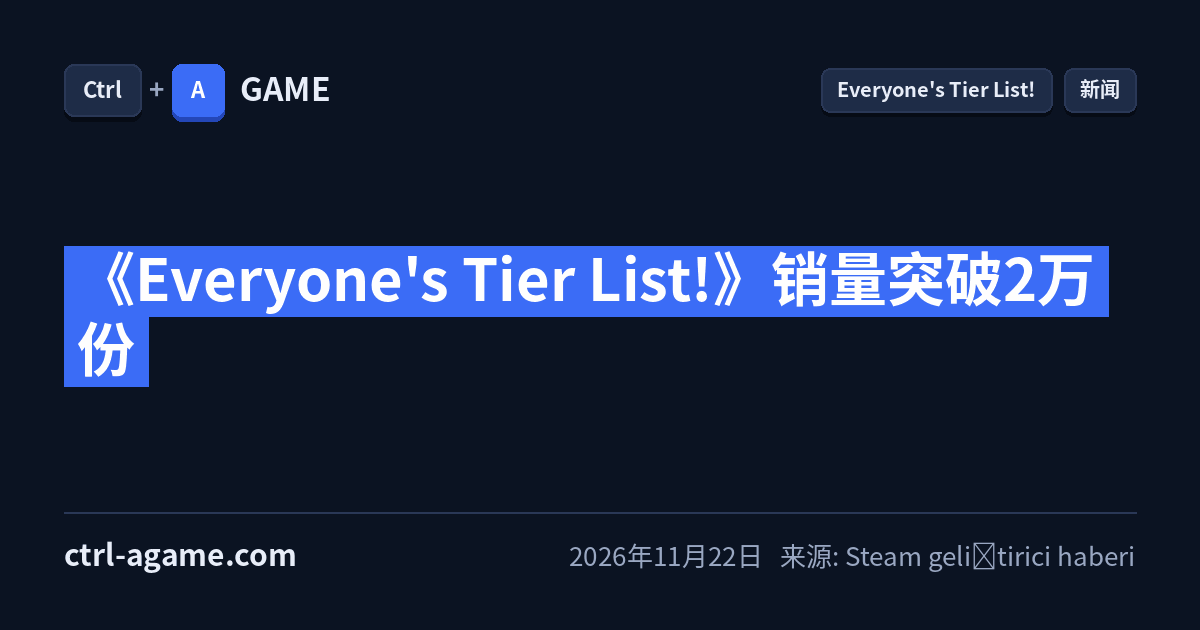 Ctrl + A GAME
Everyone's Tier List! 新闻
《Everyone's Tier List!》销量突破2万
份
ctrl-agame.com
2026年11月22日 来源: Steam geli☒tirici haberi